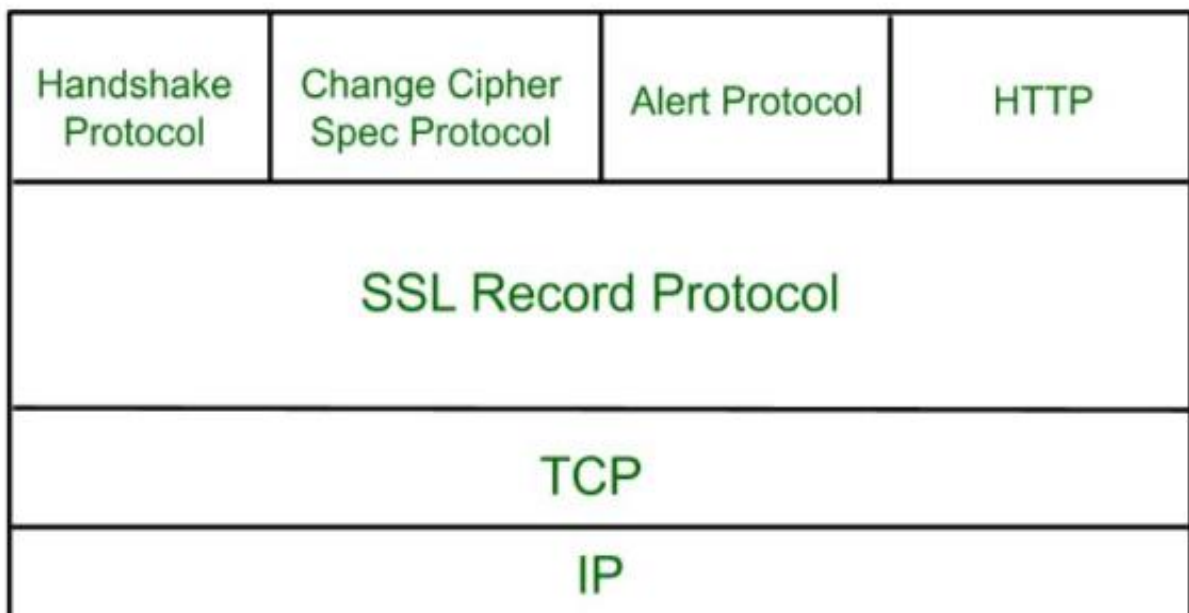 Handshake
Protocol
Change Cipher
Spec Protocol
Alert Protocol
HTTP
SSL Record Protocol
TCP
IP